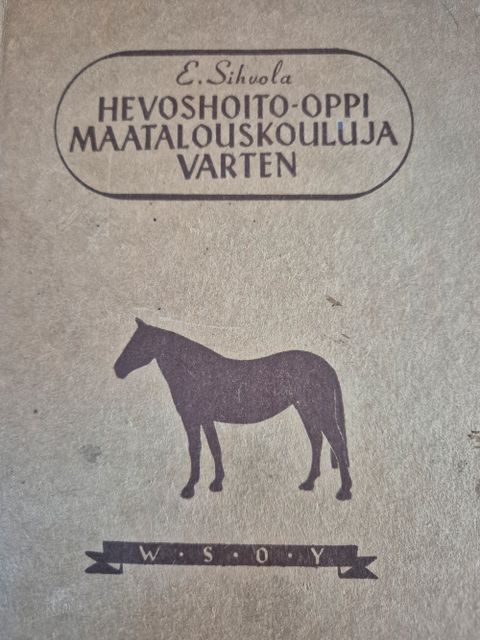 E. Sihvola
HEVOSHOITO-OPPI
MAATALOUSKOULUJA
VARTEN
W·S·O·Y